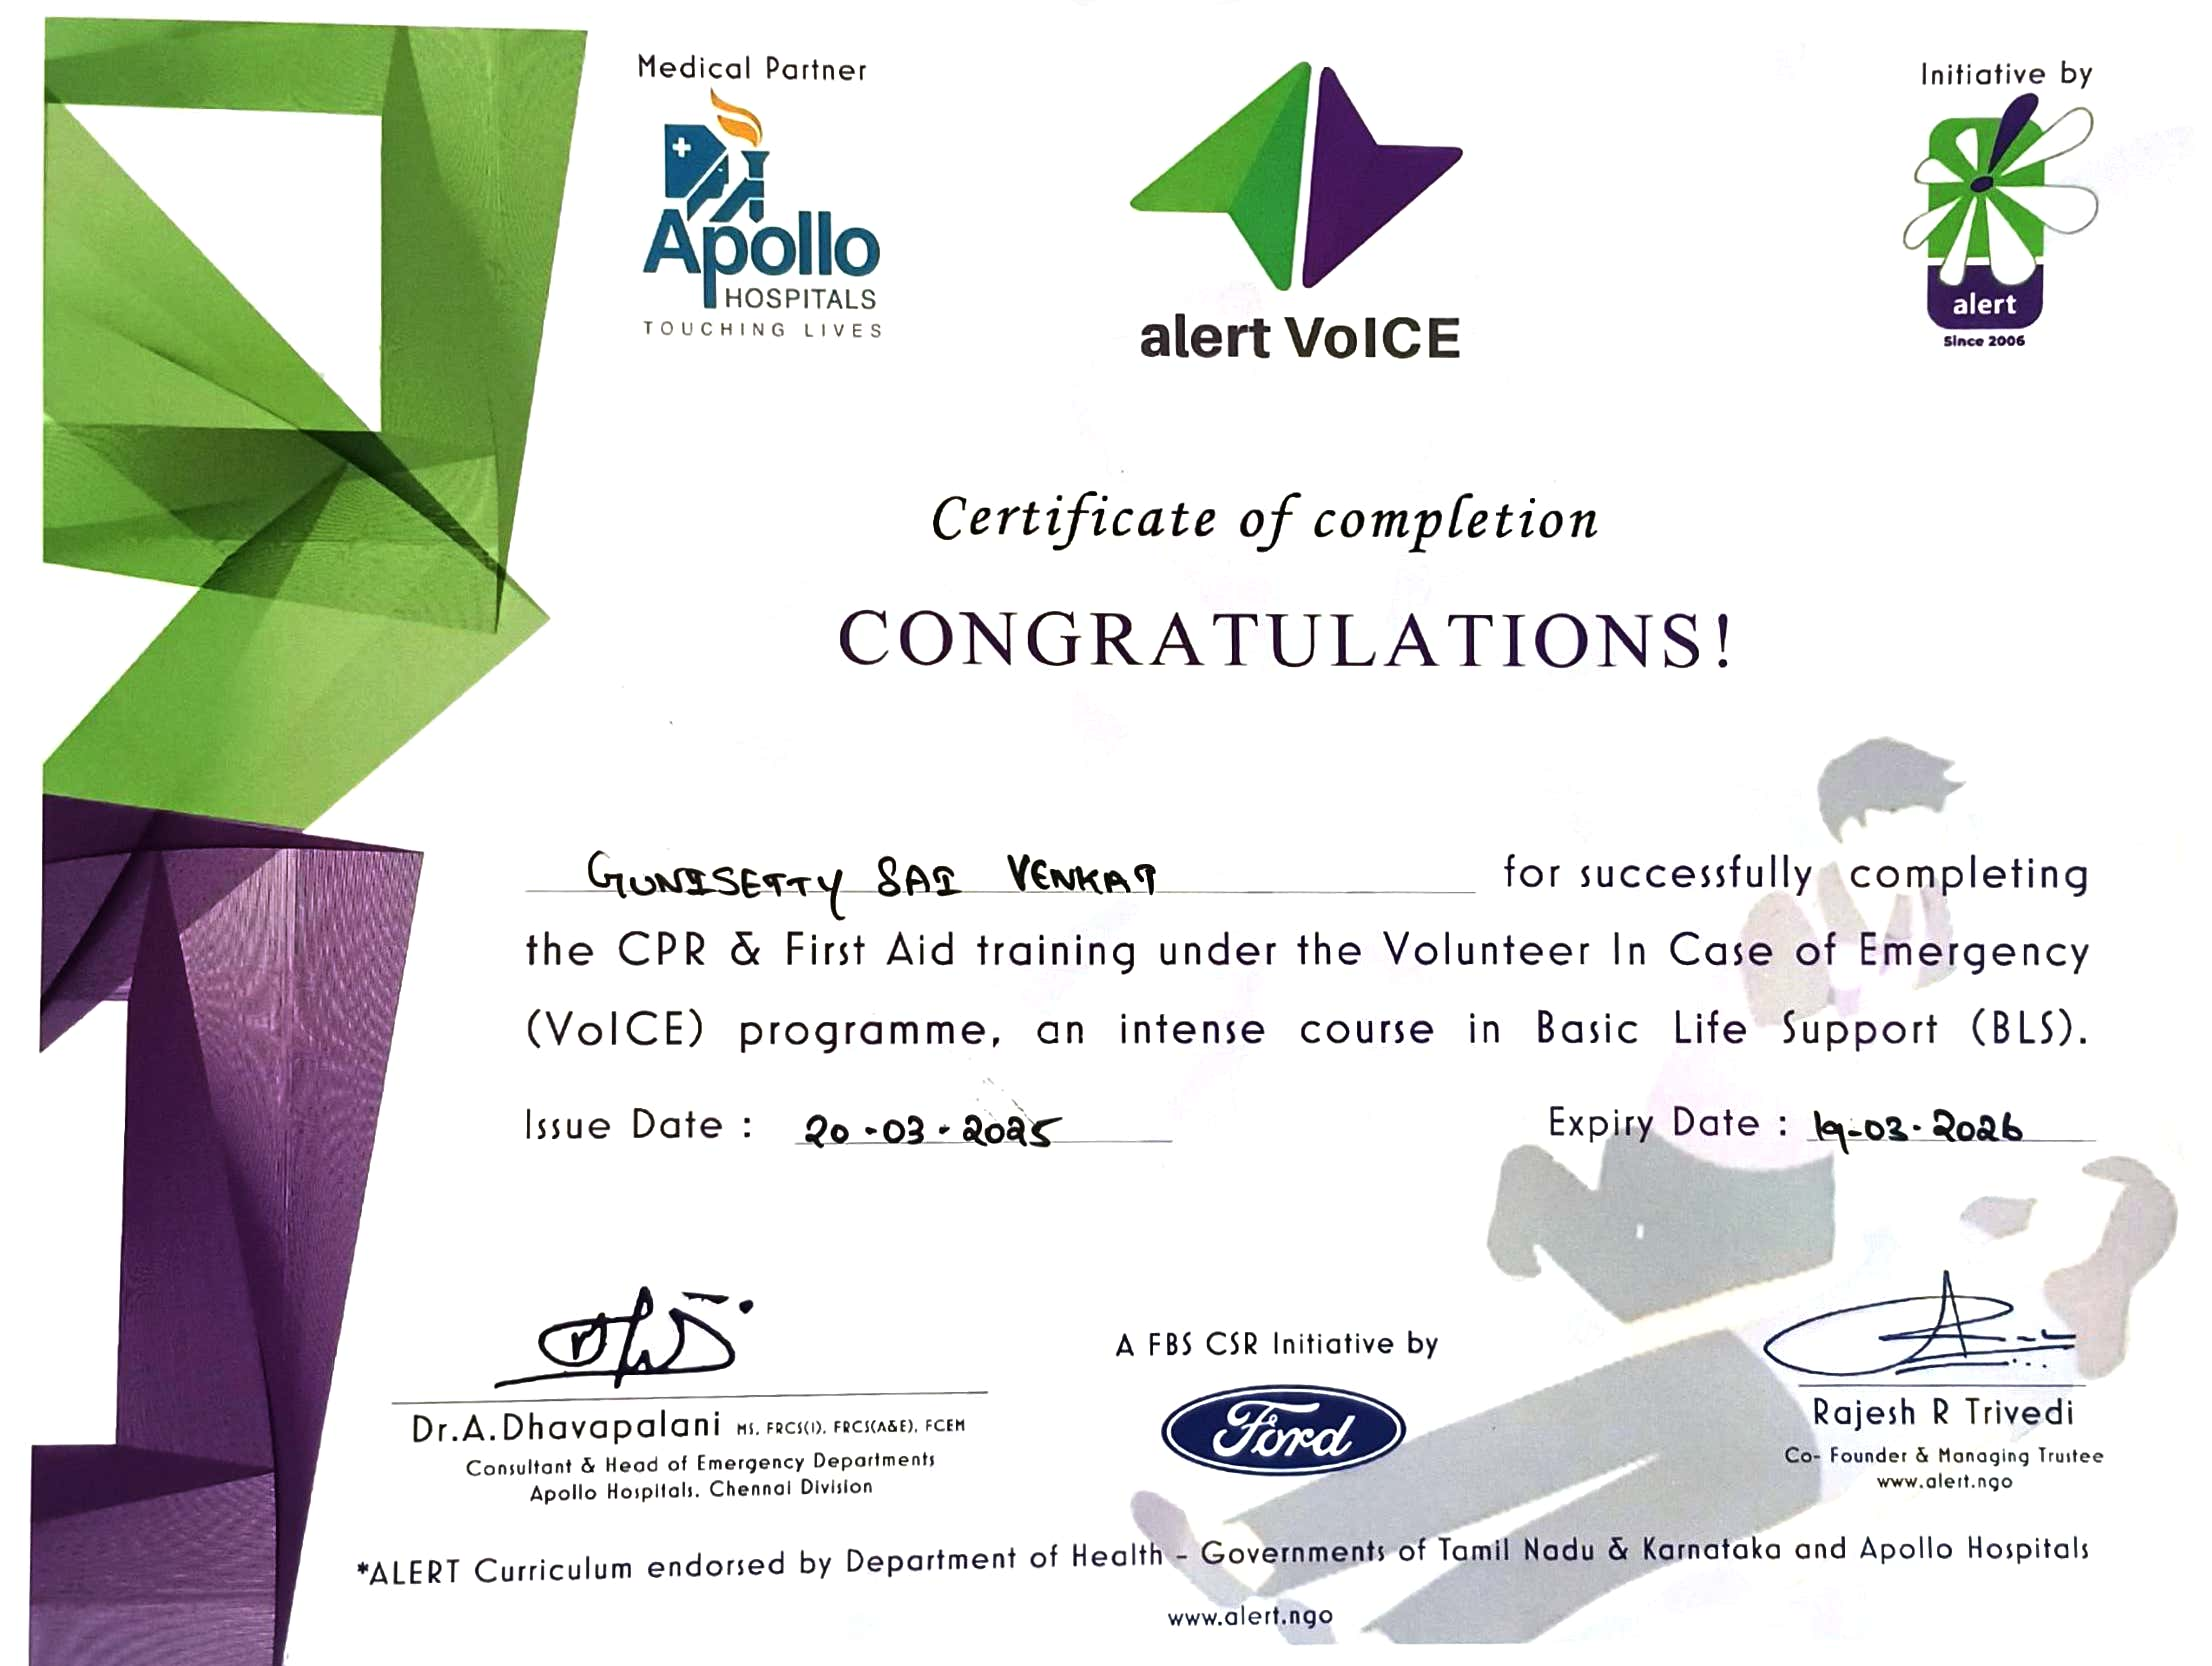 Medical Partner
Apollo
HOSPITALS
TOUCHING LIVES
alert VoICE
Initiative by
alert
Since 2006
Certificate of completion
CONGRATULATIONS!
GUNISETTY SAI VENKAT for successfully completing
the CPR & First Aid training under the Volunteer In Case of Emergency
(VoICE) programme, an intense course in Basic Life Support (BLS).
Issue Date : 20-03-2025 Expiry Date : 19-03-2026
Dr.A.Dhavapalani MS, FRCS(I), FRCS(A&E), FCEM
Consultant & Head of Emergency Departments
Apollo Hospitals, Chennai Division
A FBS CSR Initiative by
Ford
Rajesh R Trivedi
Co- Founder & Managing Trustee
www.alert.ngo
*ALERT Curriculum endorsed by Department of Health - Governments of Tamil Nadu & Karnataka and Apollo Hospitals
www.alert.ngo